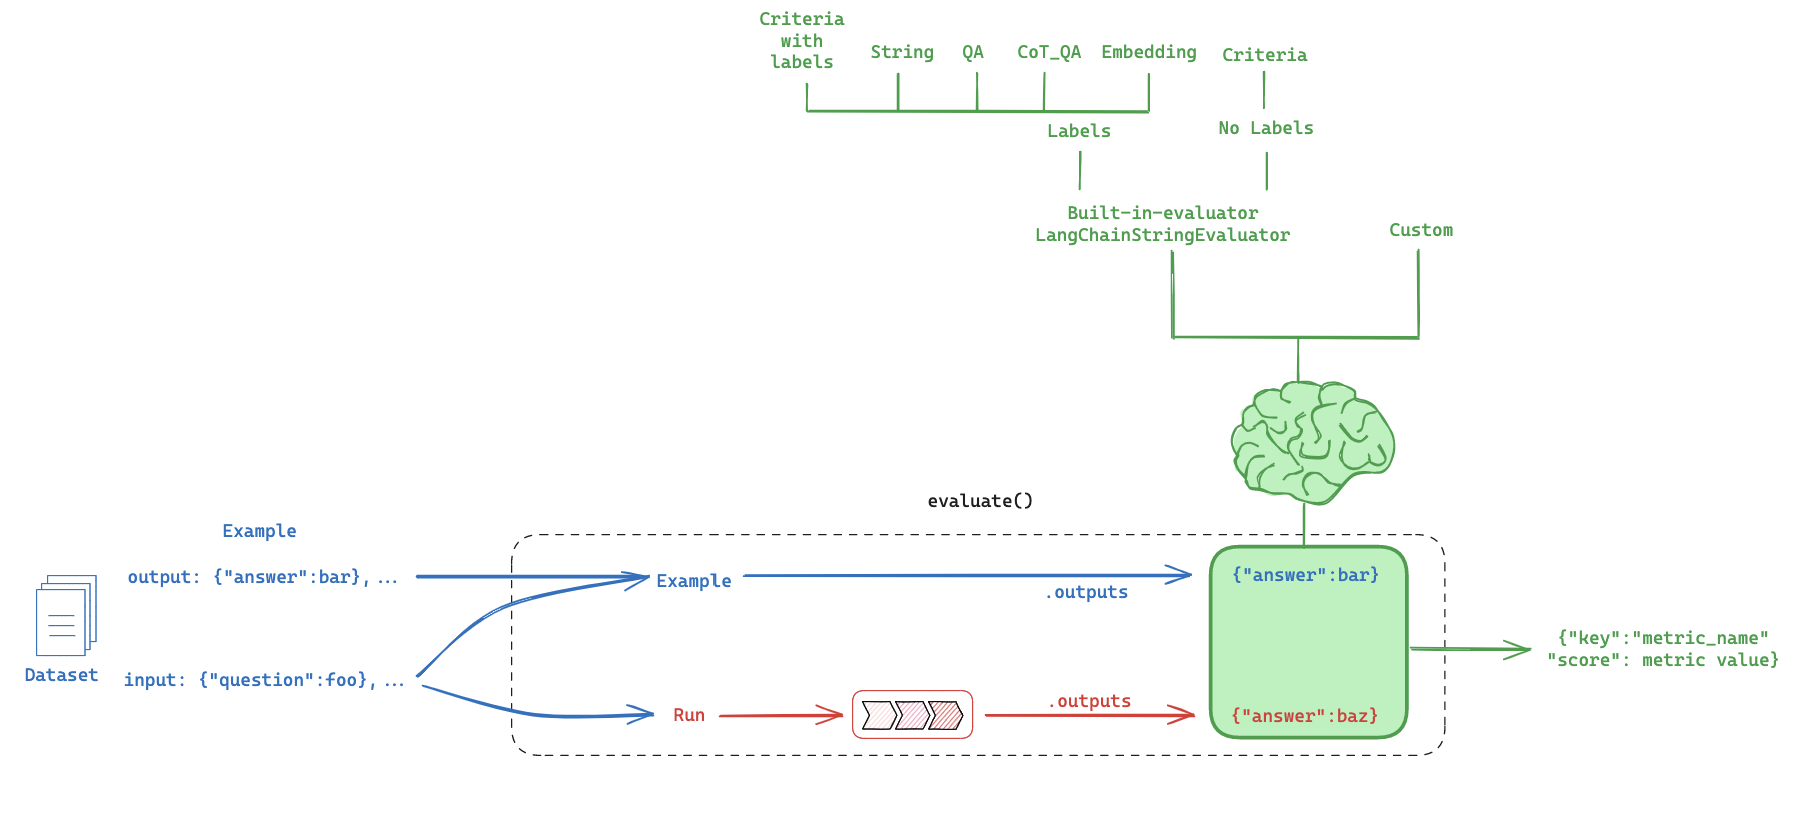 Criteria
with
labels
String
QA
CoT_QA
Embedding
Criteria
Labels
No Labels
Built-in-evaluator
LangChainStringEvaluator
Custom
evaluate()
Example
output: {"answer":bar},...
Example
.outputs
{"answer":bar}
Dataset
input: {"question":foo},...
Run
.outputs
{"answer":baz}
{"key":"metric_name"
"score": metric value}